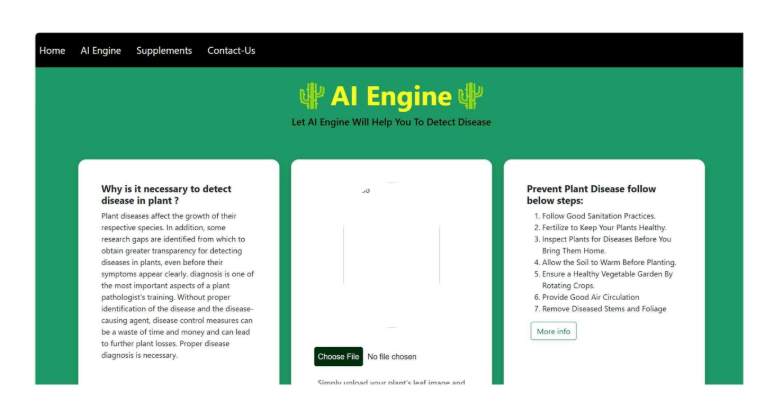 Home AI Engine Supplements Contact-Us
AI Engine
Let AI Engine Will Help You To Detect Disease
Why is it necessary to detect
disease in plant ?
Plant diseases affect the growth of their
respective species. In addition, some
research gaps are identified from which to
obtain greater transparency for detecting
diseases in plants, even before their
symptoms appear clearly. diagnosis is one of
the most important aspects of a plant
pathologist's training. Without proper
identification of the disease and the disease-
causing agent, disease control measures can
be a waste of time and money and can lead
to further plant losses. Proper disease
diagnosis is necessary.
Choose File No file chosen
Simply upload your plant's leaf image and
Prevent Plant Disease follow
below steps:
1. Follow Good Sanitation Practices.
2. Fertilize to Keep Your Plants Healthy.
3. Inspect Plants for Diseases Before You
Bring Them Home.
4. Allow the Soil to Warm Before Planting.
5. Ensure a Healthy Vegetable Garden By
Rotating Crops.
6. Provide Good Air Circulation
7. Remove Diseased Stems and Foliage
More info